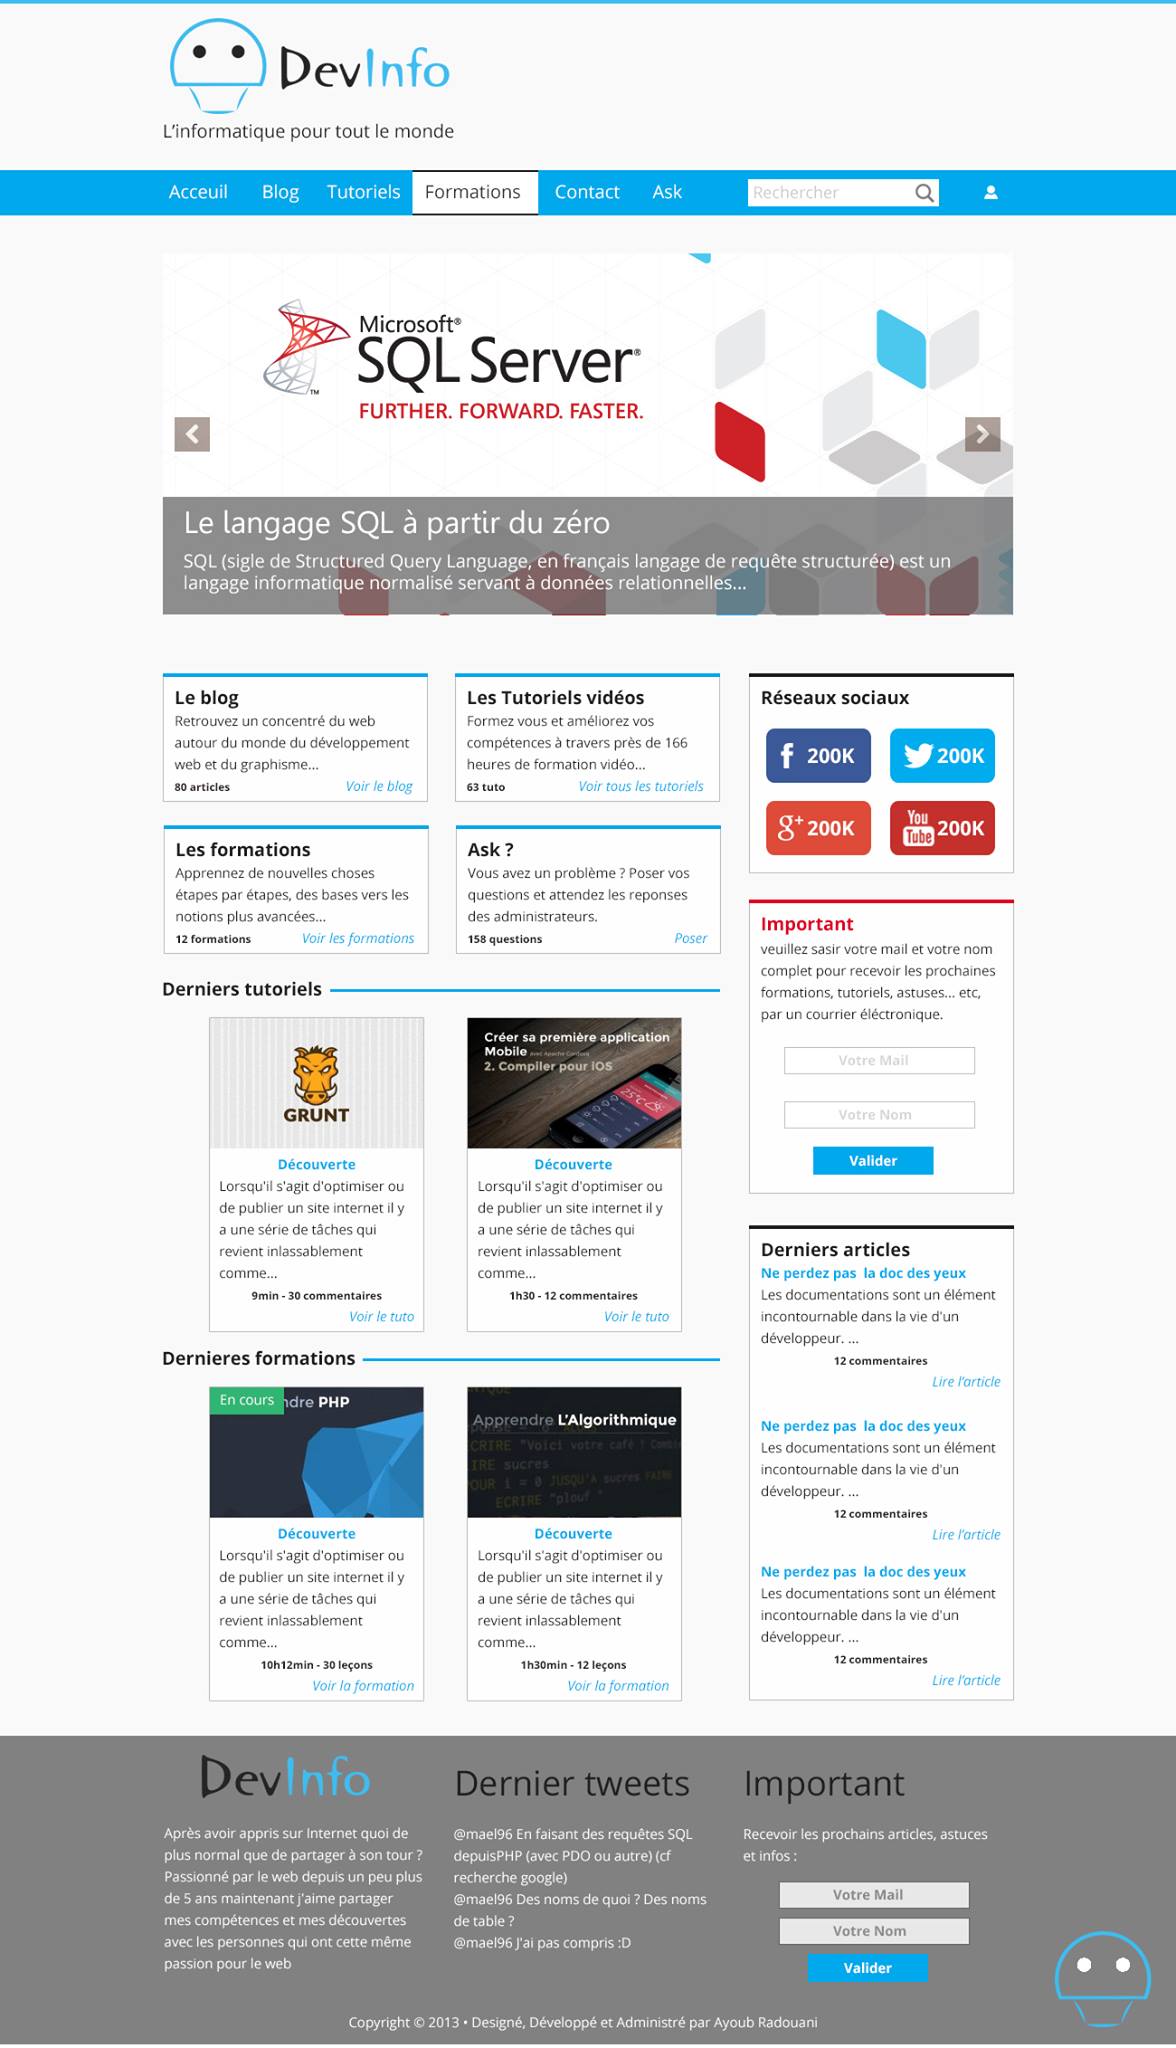 DevInfo
L'informatique pour tout le monde
Acceuil Blog Tutoriels Formations Contact Ask Rechercher
Microsoft®
SQL Server®
™
FURTHER. FORWARD. FASTER.
Le langage SQL à partir du zéro
SQL (sigle de Structured Query Language, en français langage de requête structurée) est un
langage informatique normalisé servant à données relationnelles...
Le blog
Retrouvez un concentré du web
autour du monde du développement
web et du graphisme...
80 articles Voir le blog
Les Tutoriels vidéos
Formez vous et améliorez vos
compétences à travers près de 166
heures de formation vidéo...
63 tuto Voir tous les tutoriels
Les formations
Apprennez de nouvelles choses
étapes par étapes, des bases vers les
notions plus avancées...
12 formations Voir les formations
Ask ?
Vous avez un problème ? Poser vos
questions et attendez les reponses
des administrateurs.
158 questions Poser
Réseaux sociaux
f 200K
200K
g+ 200K
You Tube 200K
Important
veuillez sasir votre mail et votre nom
complet pour recevoir les prochaines
formations, tutoriels, astuses... etc,
par un courrier éléctronique.
Votre Mail
Votre Nom
Valider
Derniers tutoriels
GRUNT
Découverte
Lorsqu'il s'agit d'optimiser ou
de publier un site internet il y
a une série de tâches qui
revient inlassablement
comme...
9min - 30 commentaires
Voir le tuto
Créer sa première application
Mobile avec Apache Cordova
2. Compiler pour iOS
25°C
Découverte
Lorsqu'il s'agit d'optimiser ou
de publier un site internet il y
a une série de tâches qui
revient inlassablement
comme...
1h30 - 12 commentaires
Voir le tuto
Dernieres formations
En cours
ndre PHP
Découverte
Lorsqu'il s'agit d'optimiser ou
de publier un site internet il y
a une série de tâches qui
revient inlassablement
comme...
10h12min - 30 leçons
Voir la formation
Apprendre L'Algorithmique
CRIRE "Voici votre café ! Combi
IRE sucres
OUR i = 0 JUSQU'A sucres FAIRE
ECRIRE "plouf "
Découverte
Lorsqu'il s'agit d'optimiser ou
de publier un site internet il y
a une série de tâches qui
revient inlassablement
comme...
1h30min - 12 leçons
Voir la formation
Derniers articles
Ne perdez pas la doc des yeux
Les documentations sont un élément
incontournable dans la vie d'un
développeur. ...
12 commentaires
Lire l'article
Ne perdez pas la doc des yeux
Les documentations sont un élément
incontournable dans la vie d'un
développeur. ...
12 commentaires
Lire l'article
Ne perdez pas la doc des yeux
Les documentations sont un élément
incontournable dans la vie d'un
développeur. ...
12 commentaires
Lire l'article
DevInfo
Après avoir appris sur Internet quoi de
plus normal que de partager à son tour ?
Passionné par le web depuis un peu plus
de 5 ans maintenant j'aime partager
mes compétences et mes découvertes
avec les personnes qui ont cette même
passion pour le web
Dernier tweets
@mael96 En faisant des requêtes SQL
depuisPHP (avec PDO ou autre) (cf
recherche google)
@mael96 Des noms de quoi ? Des noms
de table ?
@mael96 J'ai pas compris :D
Important
Recevoir les prochains articles, astuces
et infos :
Votre Mail
Votre Nom
Valider
Copyright © 2013 • Designé, Développé et Administré par Ayoub Radouani